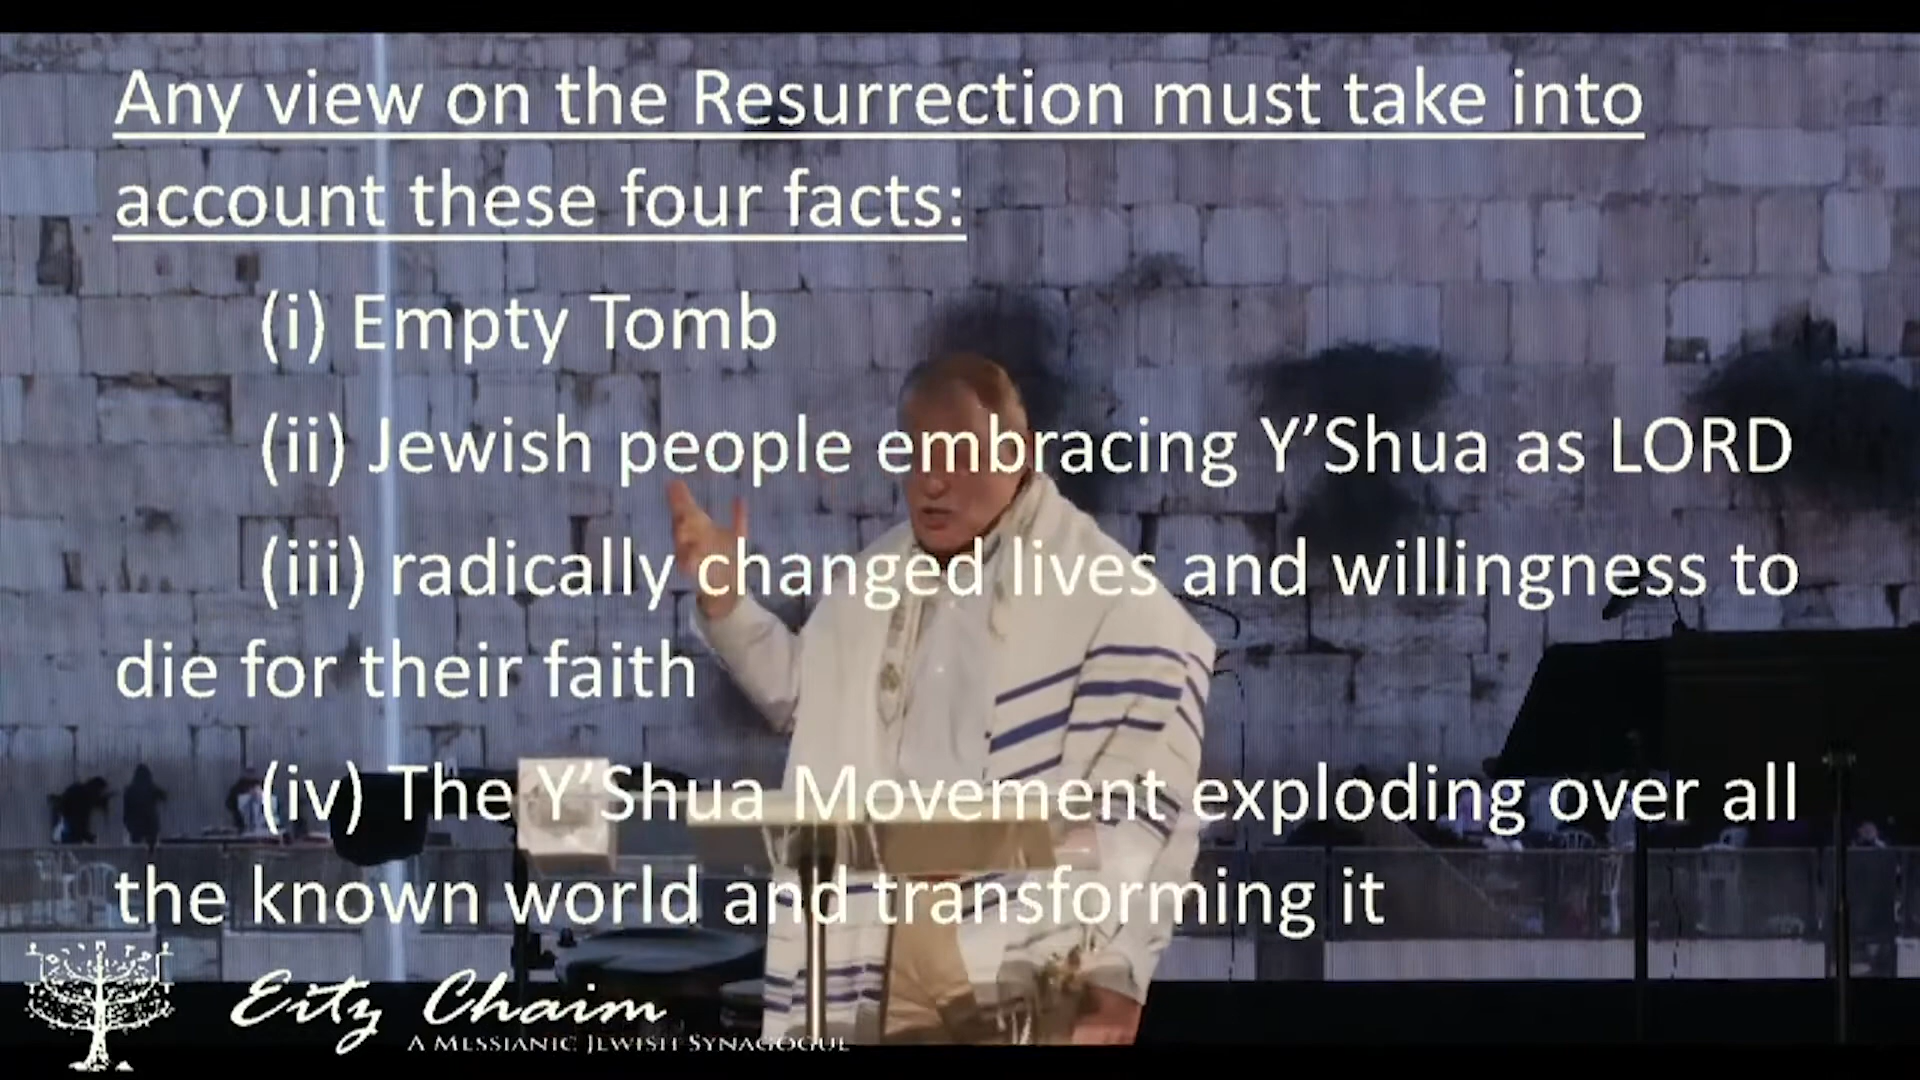 Any view on the Resurrection must take into
account these four facts:
(i) Empty Tomb
(ii) Jewish people embracing Y’Shua as LORD
(iii) radically changed lives and willingness to
die for their faith
(iv) The Y’Shua Movement exploding over all
the known world and transforming it
Eitz Chaim
A MESSIANIC JEWISH SYNAGOGUE